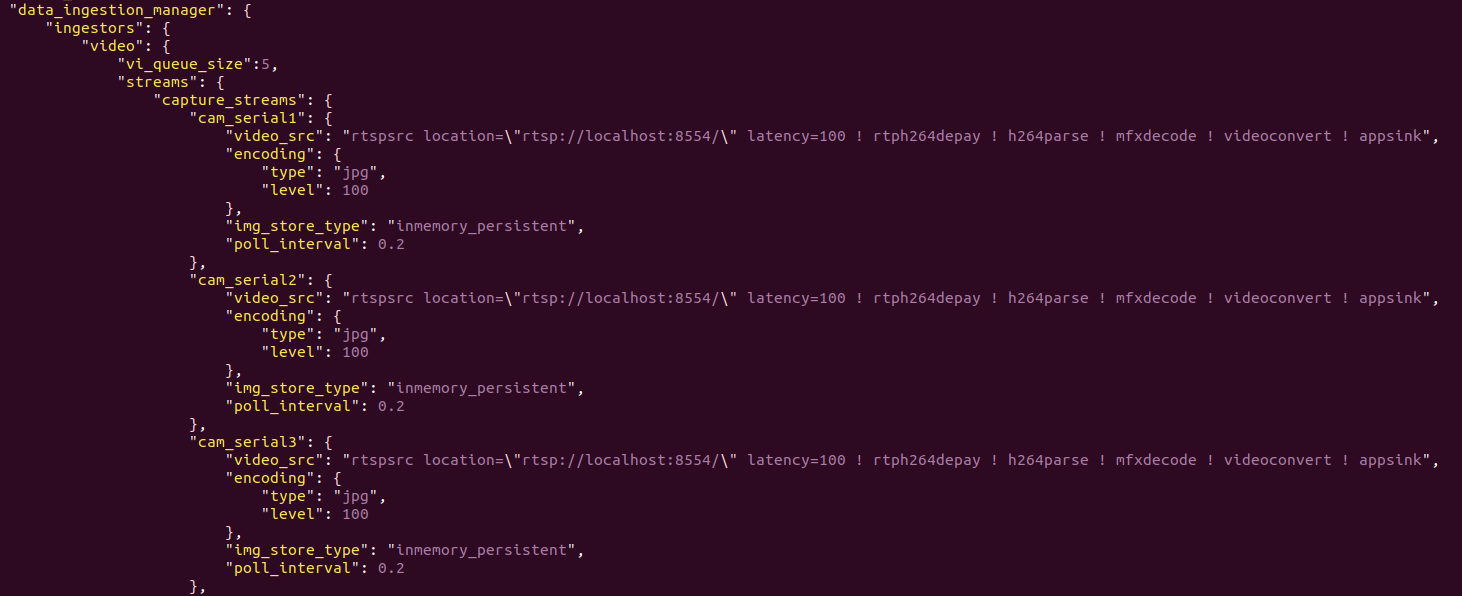 "data_ingestion_manager": {
"ingestors": {
"video": {
"vi_queue_size":5,
"streams": {
"capture_streams": {
"cam_serial1": {
"video_src": "rtspsrc location=\"rtsp://localhost:8554/\" latency=100 ! rtph264depay ! h264parse ! mfxdecode ! videoconvert ! appsink",
"encoding": {
"type": "jpg",
"level": 100
},
"img_store_type": "inmemory_persistent",
"poll_interval": 0.2
},
"cam_serial2": {
"video_src": "rtspsrc location=\"rtsp://localhost:8554/\" latency=100 ! rtph264depay ! h264parse ! mfxdecode ! videoconvert ! appsink",
"encoding": {
"type": "jpg",
"level": 100
},
"img_store_type": "inmemory_persistent",
"poll_interval": 0.2
},
"cam_serial3": {
"video_src": "rtspsrc location=\"rtsp://localhost:8554/\" latency=100 ! rtph264depay ! h264parse ! mfxdecode ! videoconvert ! appsink",
"encoding": {
"type": "jpg",
"level": 100
},
"img_store_type": "inmemory_persistent",
"poll_interval": 0.2
},